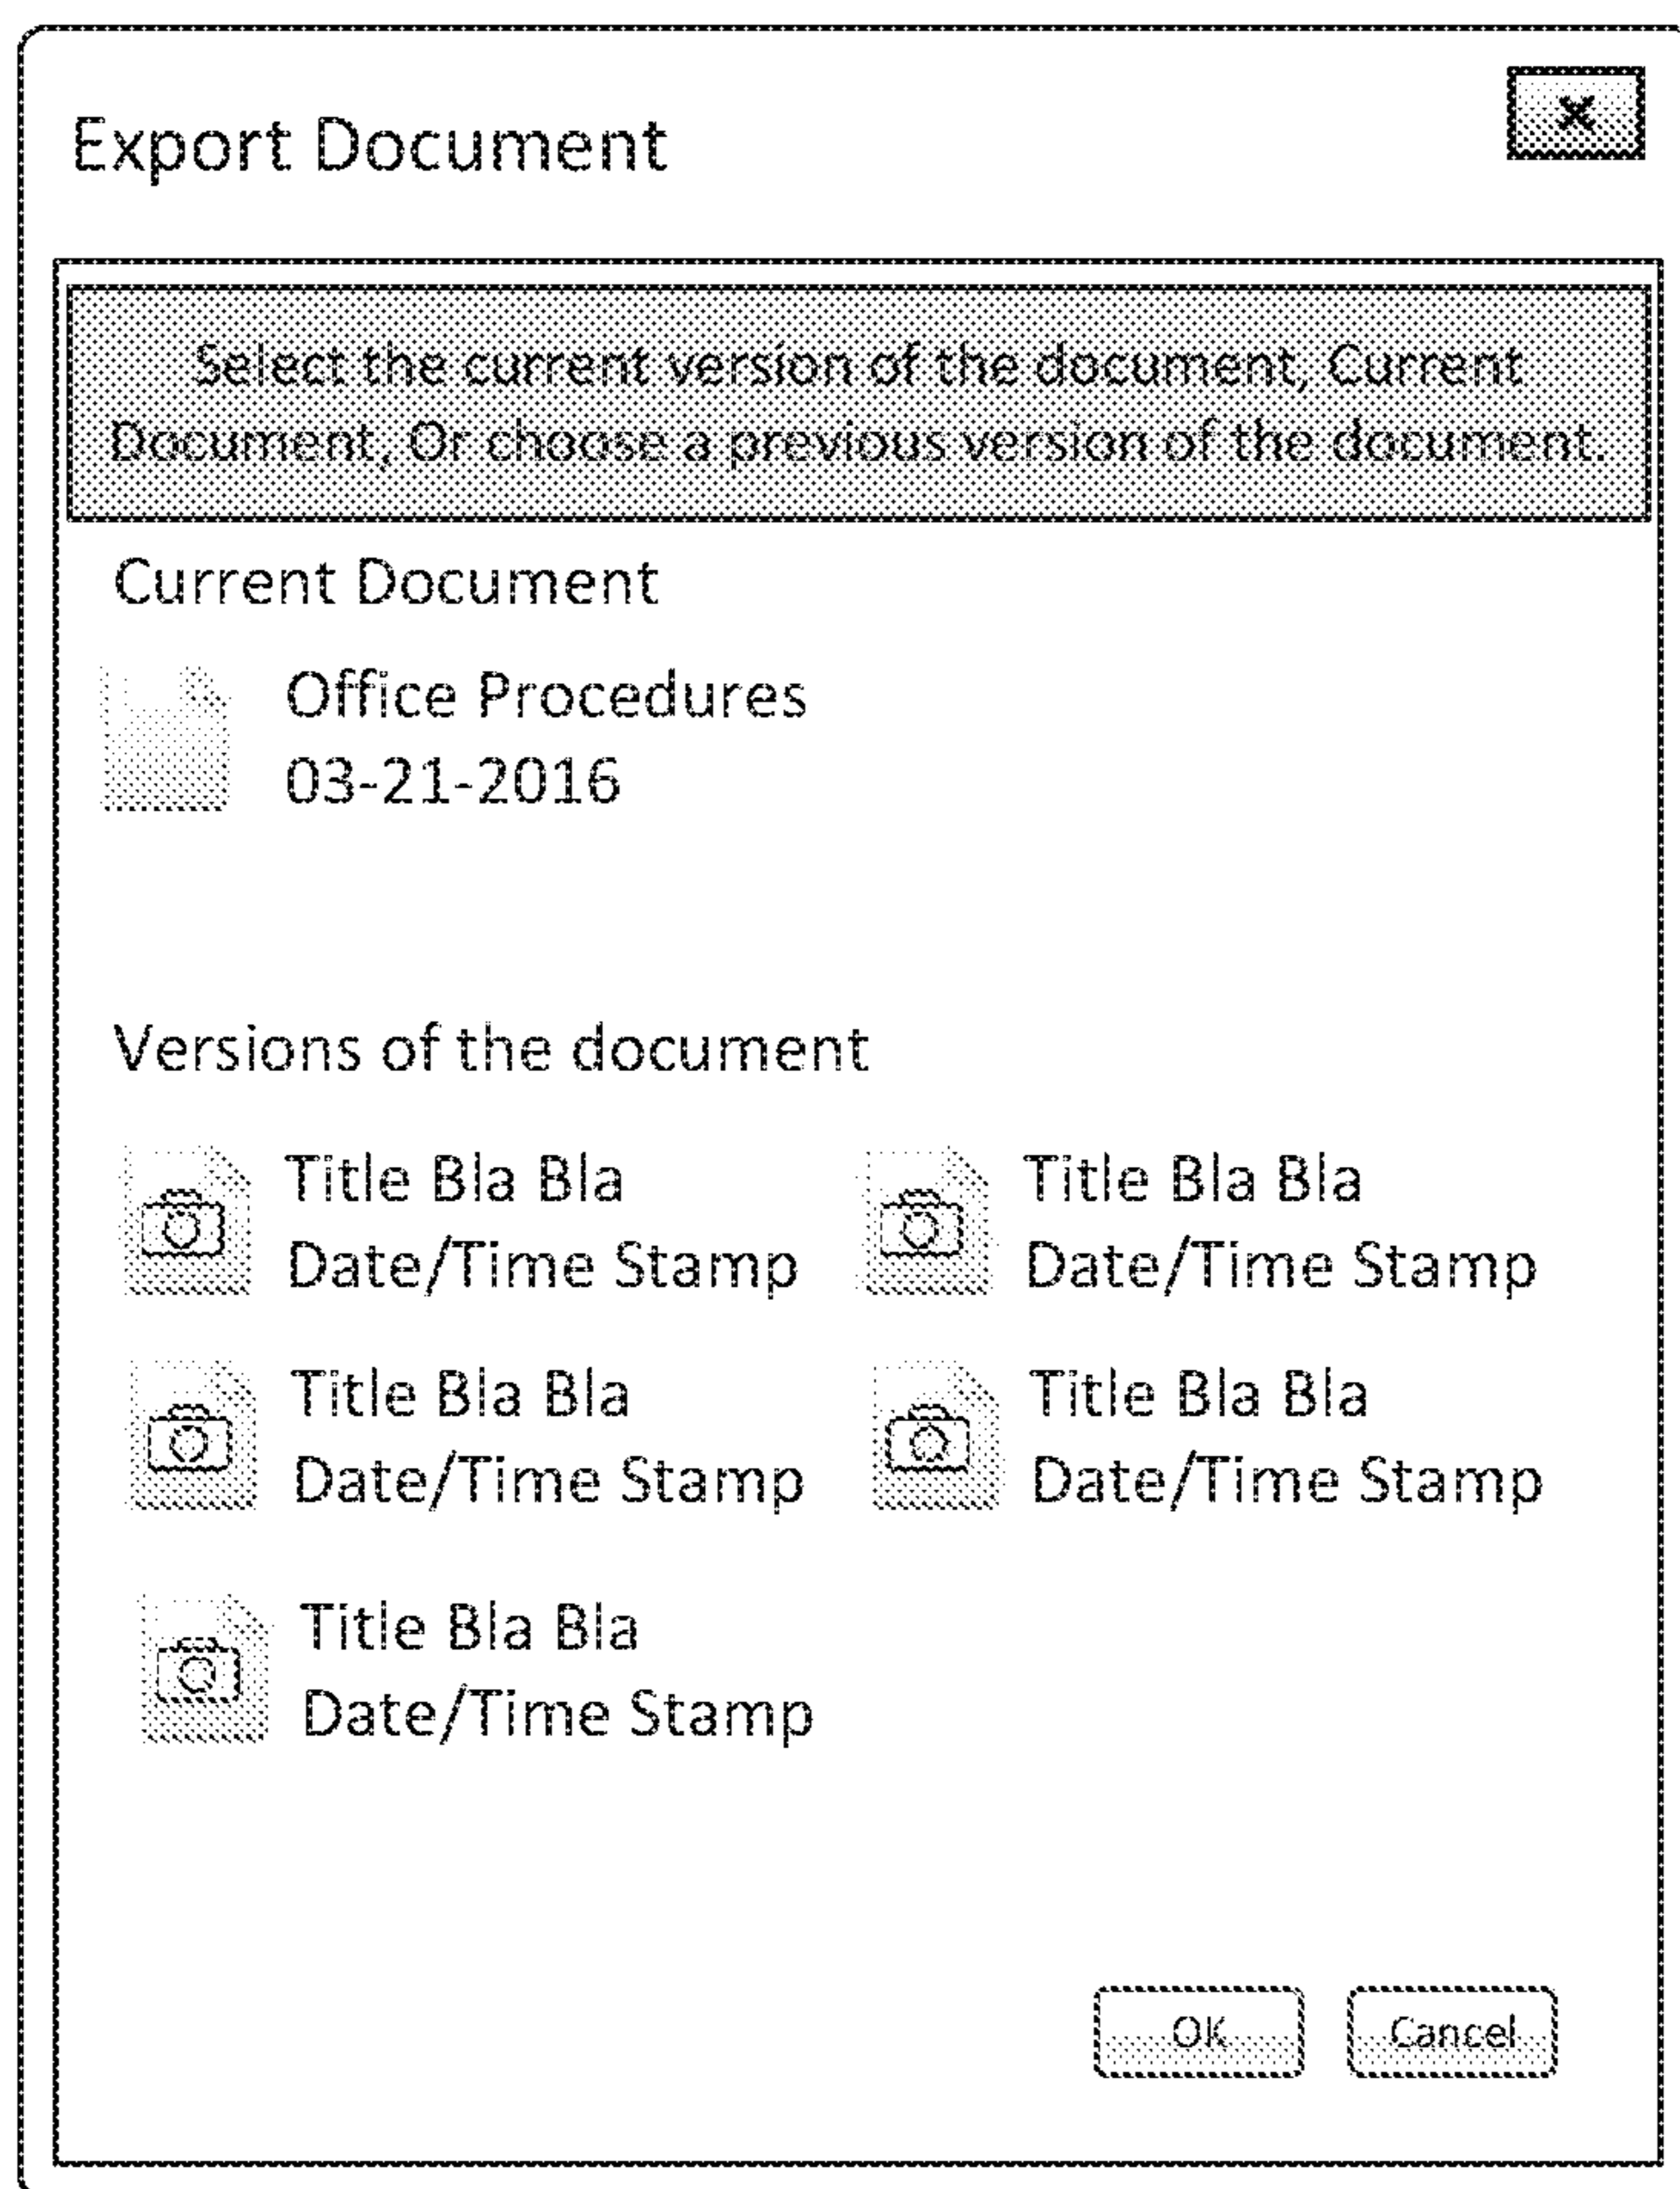 Export Document
x
Select the current version of the document, Current
Document, Or choose a previous version of the document.
Current Document
Office Procedures
03-21-2016
Versions of the document
Title Bla Bla
Date/Time Stamp
Title Bla Bla
Date/Time Stamp
Title Bla Bla
Date/Time Stamp
Title Bla Bla
Date/Time Stamp
Title Bla Bla
Date/Time Stamp
OK
Cancel